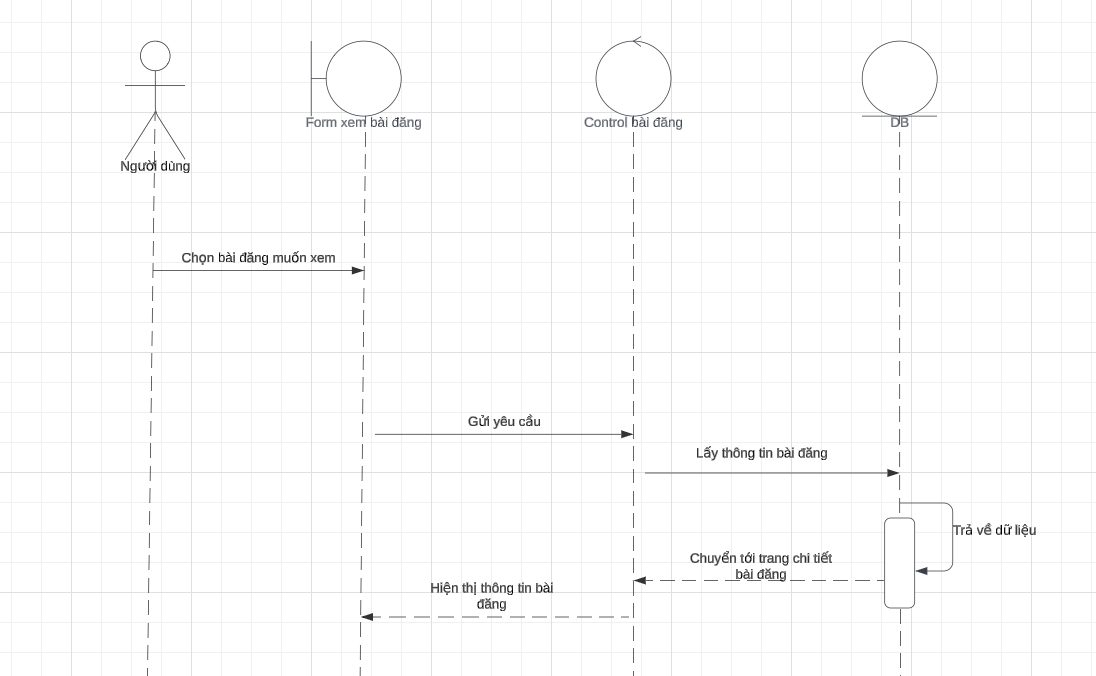 Người dùng
Form xem bài đăng
Control bài đăng
DB
Chọn bài đăng muốn xem
Gửi yêu cầu
Lấy thông tin bài đăng
Trả về dữ liệu
Chuyển tới trang chi tiết
bài đăng
Hiện thị thông tin bài
đăng